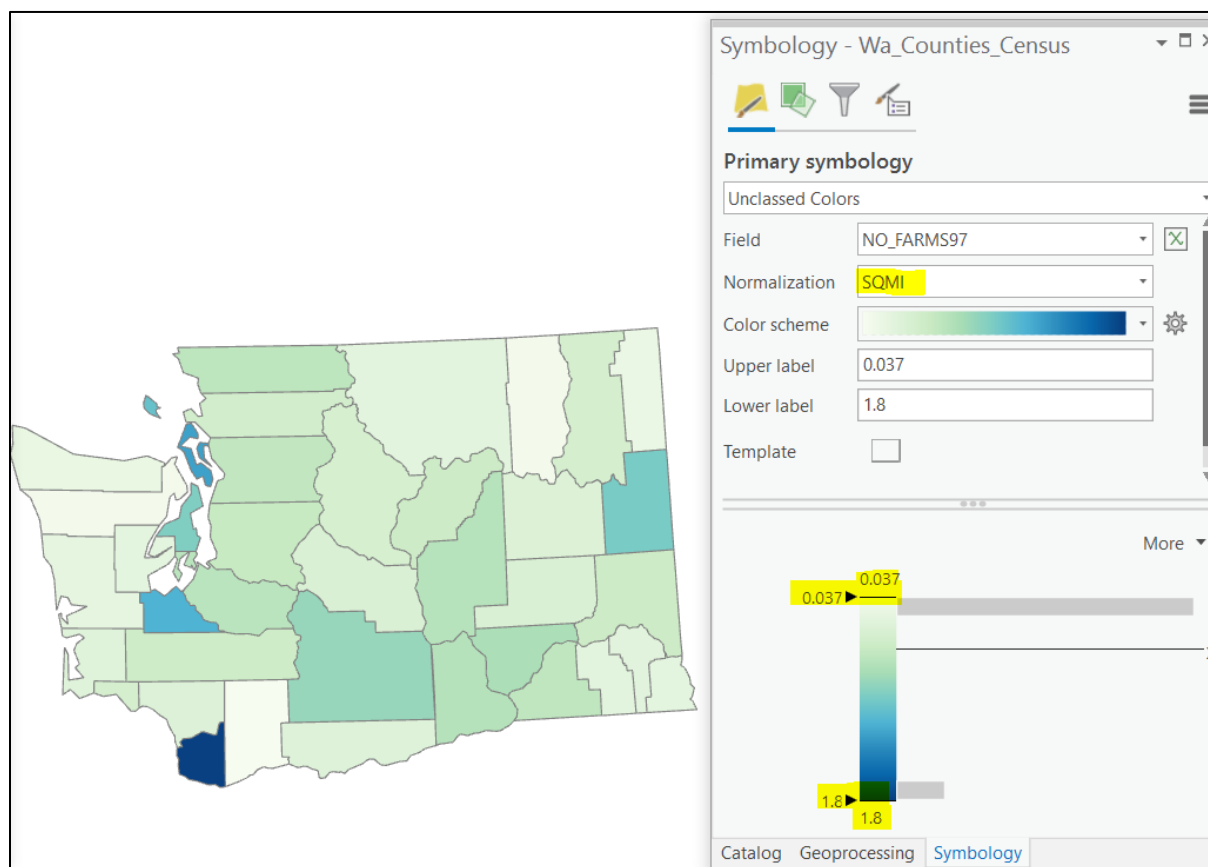 Symbology - Wa_Counties_Census
Primary symbology
Unclassed Colors
Field NO_FARMS97
Normalization SQMI
Color scheme
Upper label 0.037
Lower label 1.8
Template
More
0.037
0.037
1.8
1.8
Catalog Geoprocessing Symbology